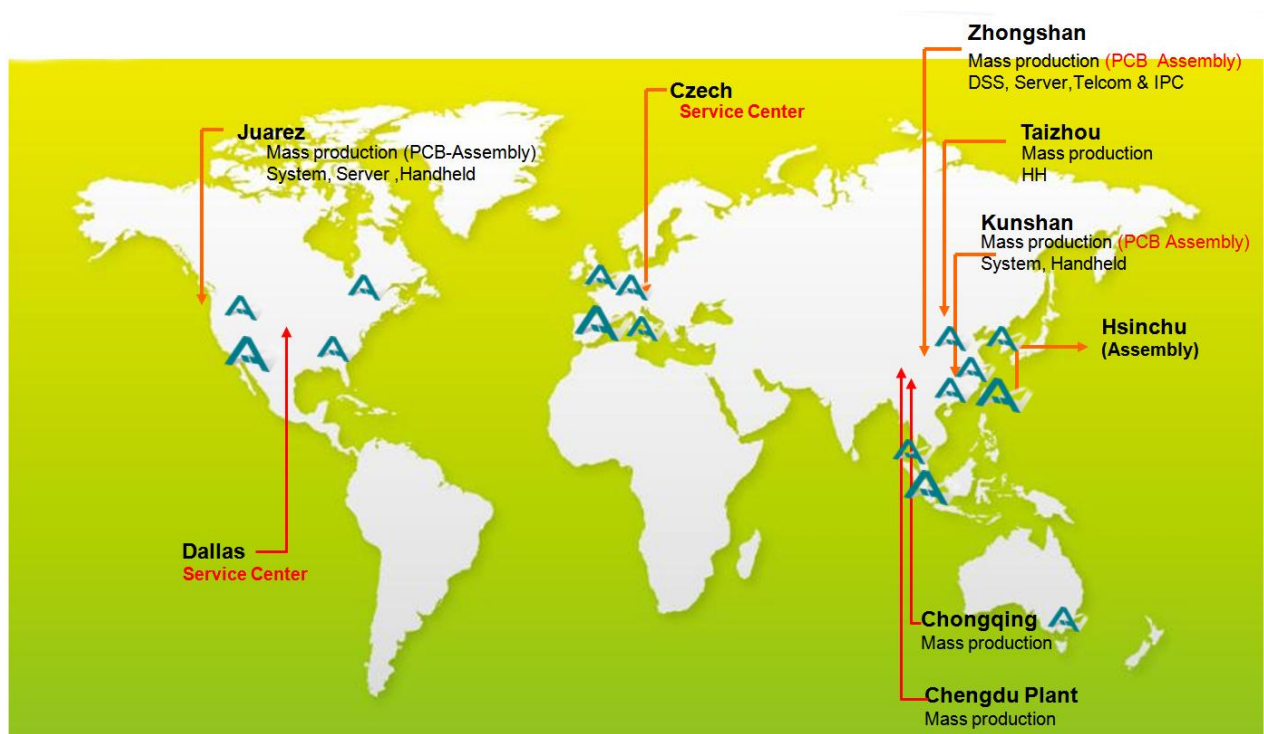 Zhongshan
Mass production (PCB Assembly)
DSS, Server,Telcom & IPC
Czech
Service Center
Juarez
Mass production (PCB-Assembly)
System, Server ,Handheld
Taizhou
Mass production
HH
Kunshan
Mass production (PCB Assembly)
System, Handheld
Hsinchu
(Assembly)
Dallas
Service Center
Chongqing
Mass production
Chengdu Plant
Mass production